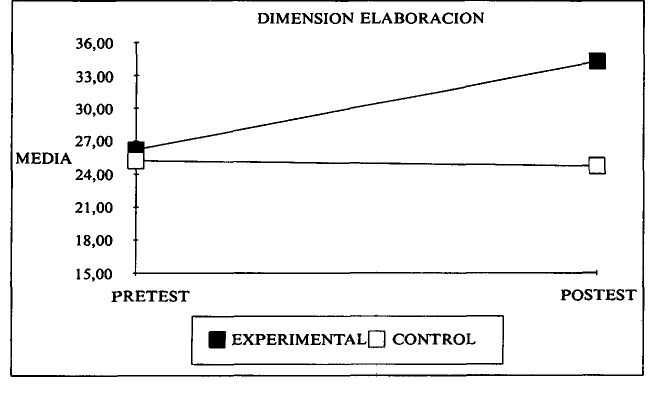 DIMENSION ELABORACION
36,00
33,00
30,00
27,00
MEDIA
24,00
21,00
18,00
15,00
PRETEST POSTEST
EXPERIMENTAL CONTROL